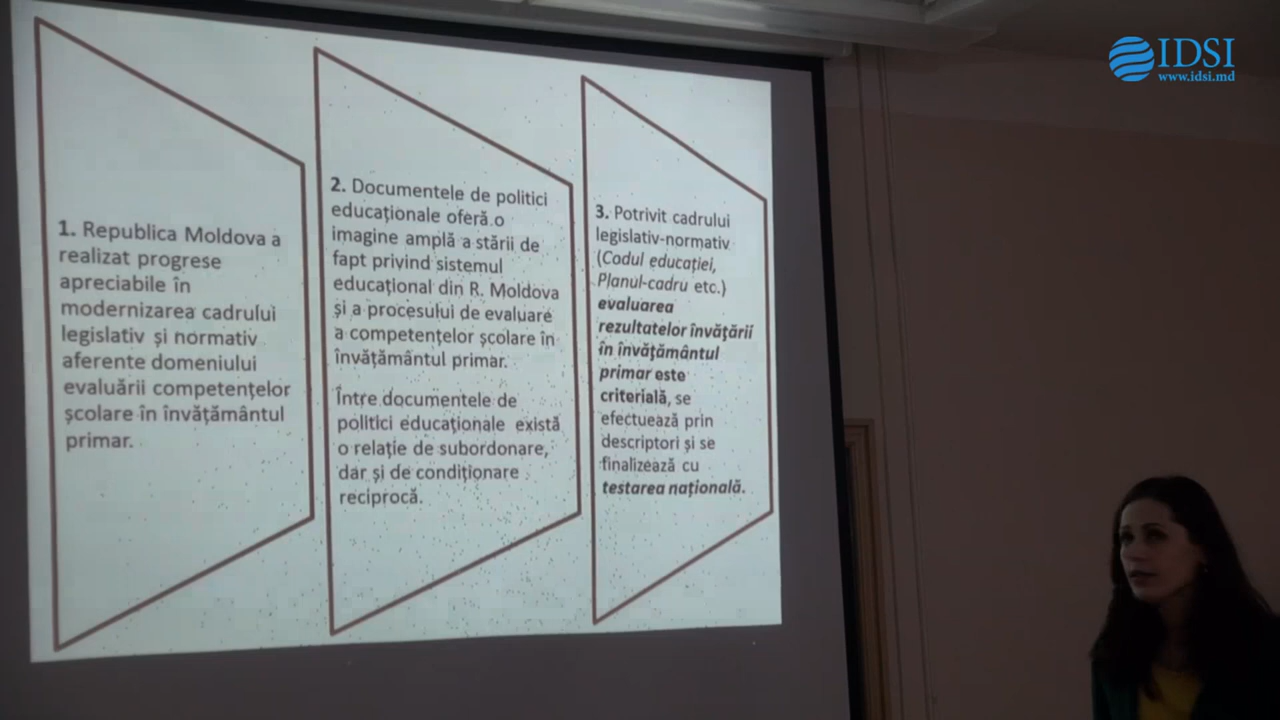 IDSI
www.idsi.md
1. Republica Moldova a
realizat progrese
apreciabile în
modernizarea cadrului
legislativ și normativ
aferente domeniului
evaluării competențelor
școlare în învățământul
primar.
2. Documentele de politici
educaționale oferă o
imagine amplă a stării de
fapt privind sistemul
educațional din R. Moldova
și a procesului de evaluare
a competențelor școlare în
învățământul primar.
Între documentele de
politici educaționale există
o relație de subordonare,
dar și de condiționare
reciprocă.
3. Potrivit cadrului
legislativ-normativ
(Codul educației,
Planul-cadru etc.)
evaluarea
rezultatelor învățării
în învățământul
primar este
criterială, se
efectuează prin
descriptori și se
finalizează cu
testarea națională.